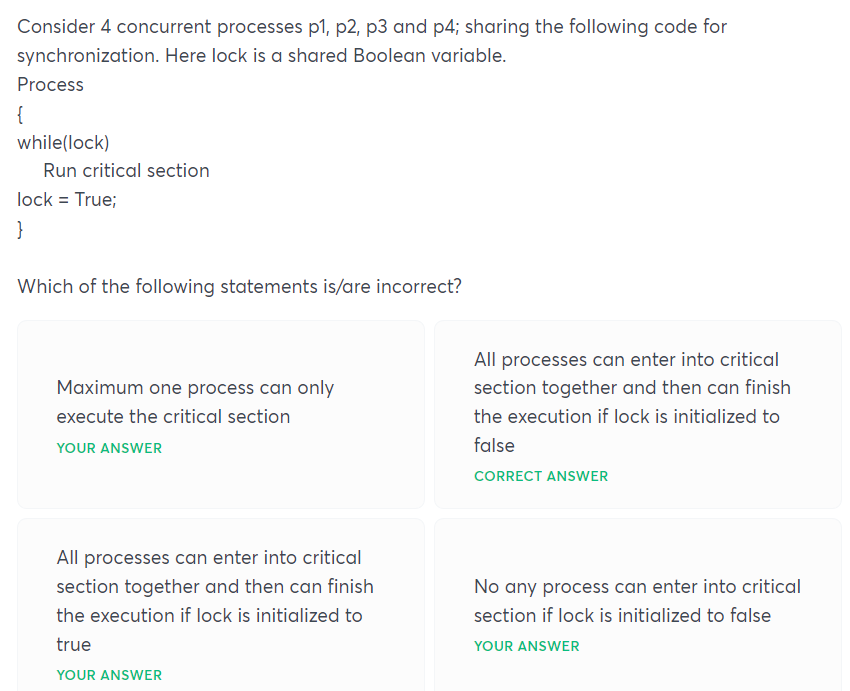 Consider 4 concurrent processes p1, p2, p3 and p4; sharing the following code for
synchronization. Here lock is a shared Boolean variable.
Process
{
while(lock)
Run critical section
lock = True;
}
Which of the following statements is/are incorrect?
Maximum one process can only
execute the critical section
YOUR ANSWER
All processes can enter into critical
section together and then can finish
the execution if lock is initialized to
false
CORRECT ANSWER
All processes can enter into critical
section together and then can finish
the execution if lock is initialized to
true
YOUR ANSWER
No any process can enter into critical
section if lock is initialized to false
YOUR ANSWER